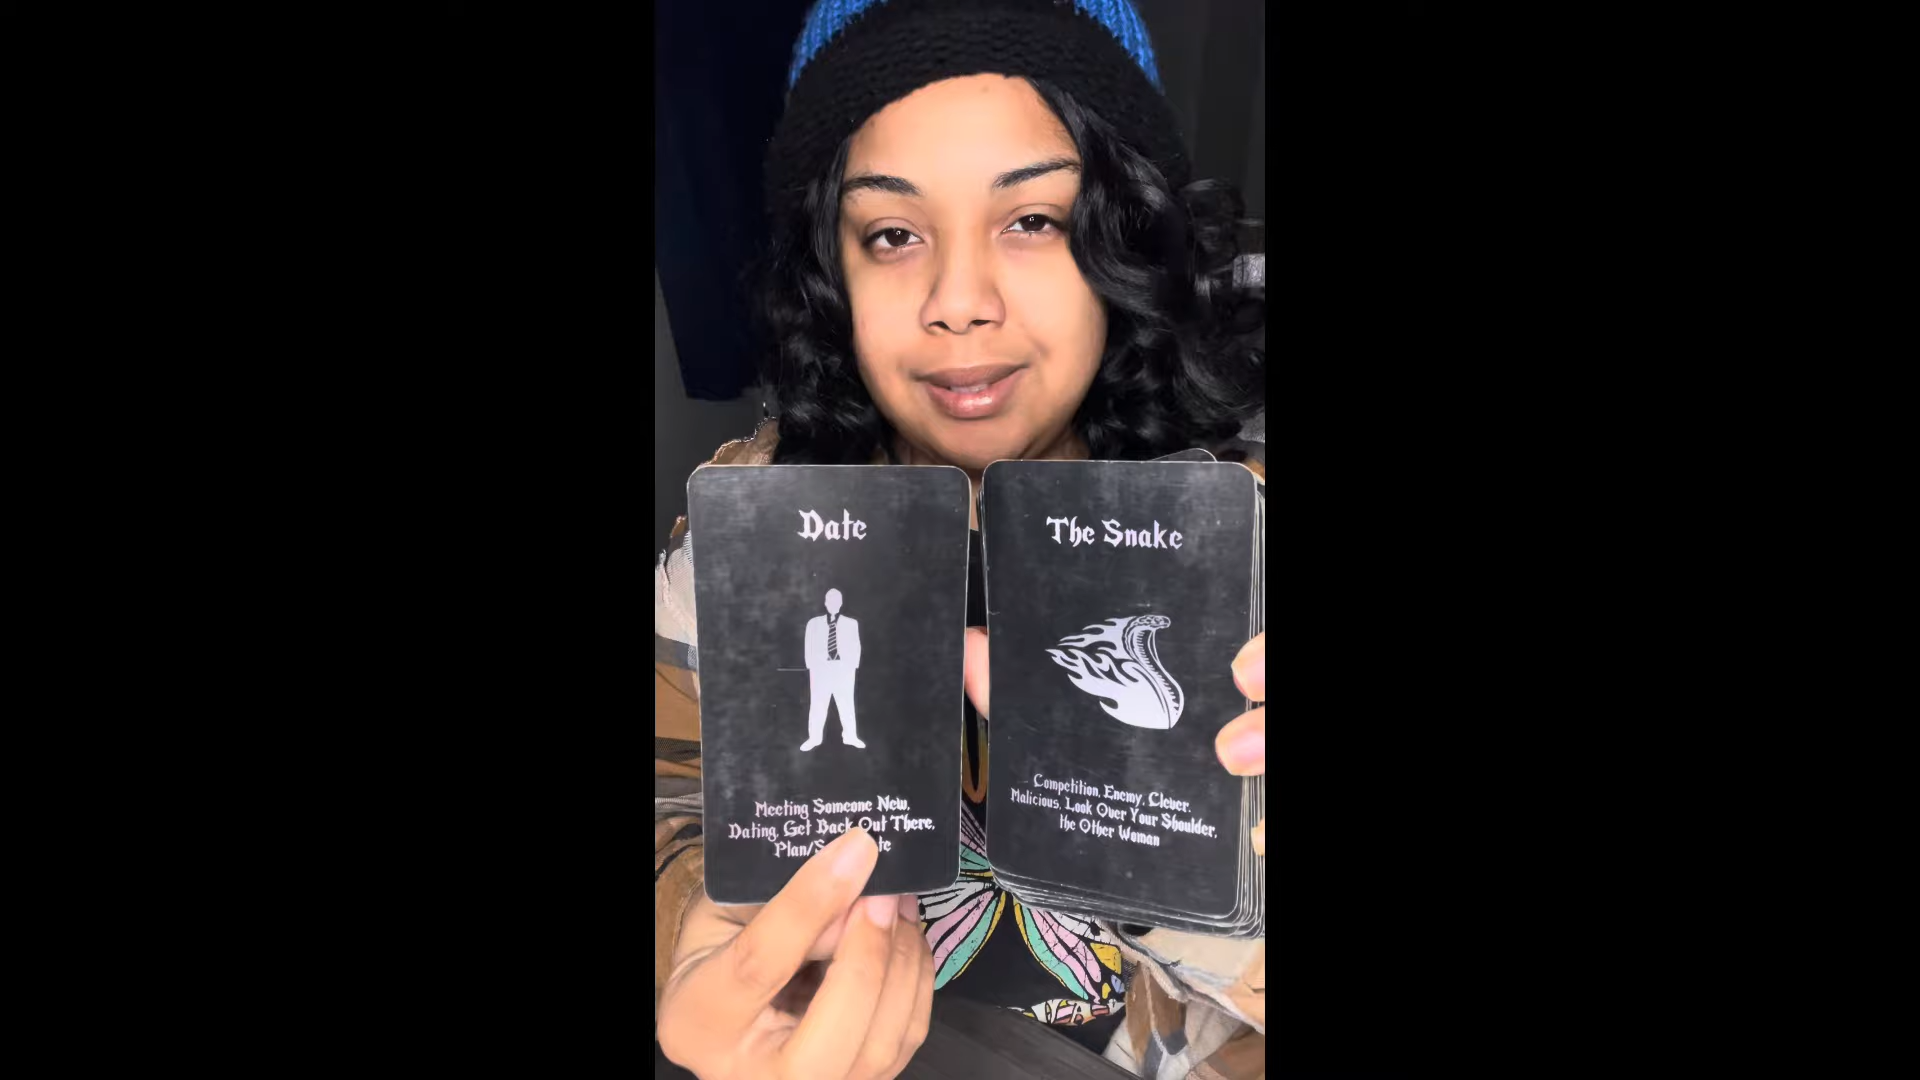 Date
Meeting Someone New,
Dating, Get Back Out There,
The Snake
Competition, Enemy, Clever,
Malicious, Look Over Your Shoulder,
the Other Woman